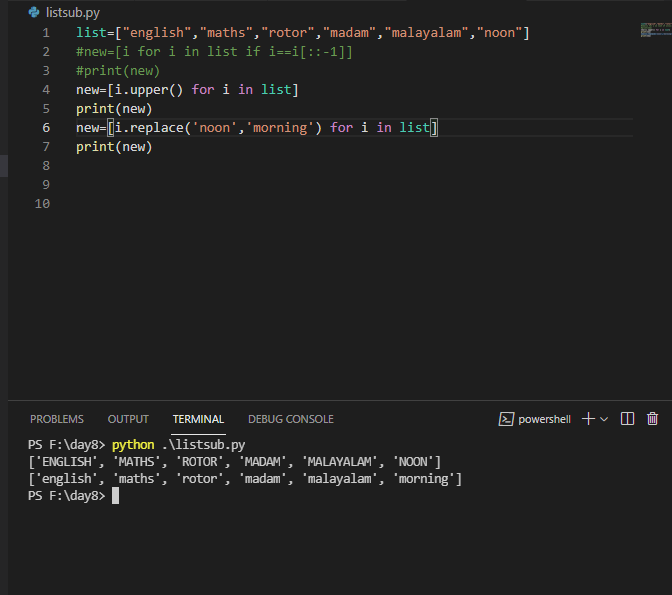 listsub.py
1 list=["english","maths","rotor","madam","malayalam","noon"]
2 #new=[i for i in list if i==i[::-1]]
3 #print(new)
4 new=[i.upper() for i in list]
5 print(new)
6 new=[i.replace('noon','morning') for i in list]
7 print(new)
8
9
10
PROBLEMS OUTPUT TERMINAL DEBUG CONSOLE powershell
PS F:\day8> python .\listsub.py
['ENGLISH', 'MATHS', 'ROTOR', 'MADAM', 'MALAYALAM', 'NOON']
['english', 'maths', 'rotor', 'madam', 'malayalam', 'morning']
PS F:\day8>